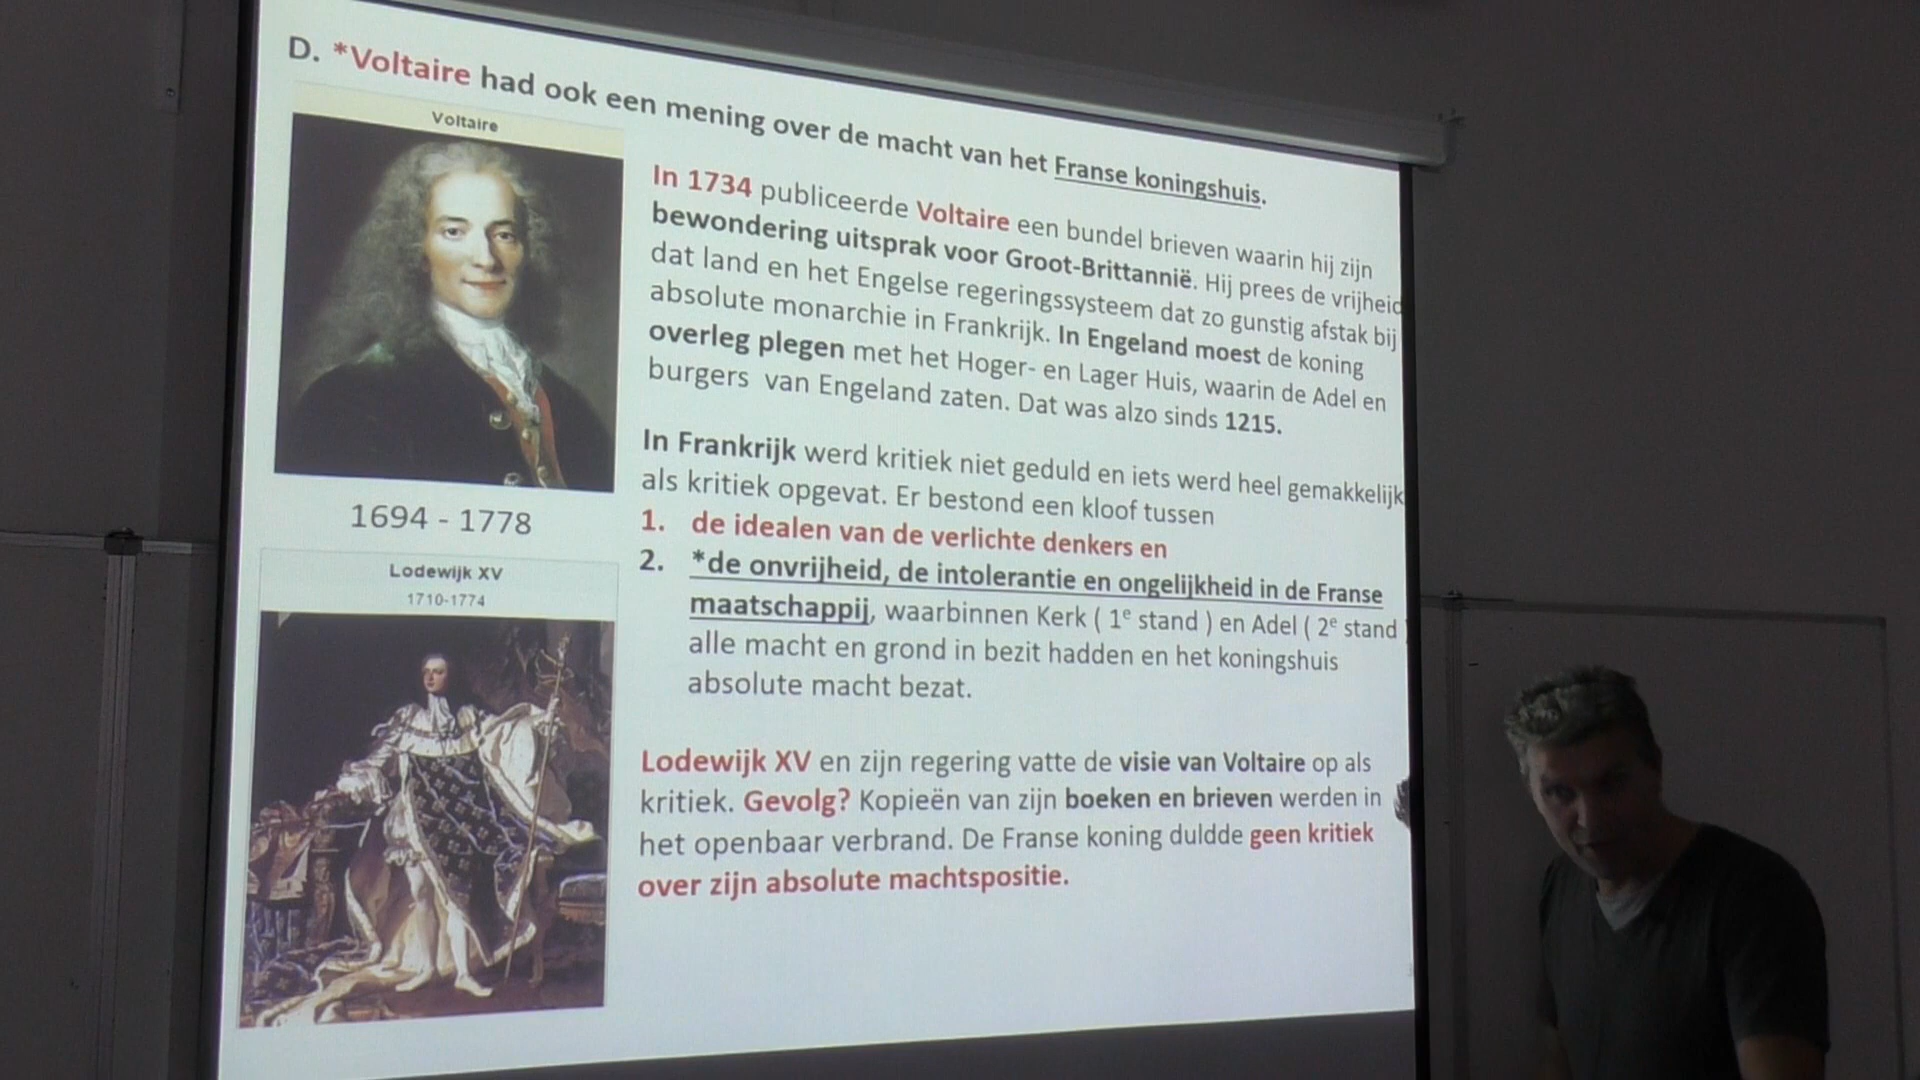 D. *Voltaire had ook een mening over de macht van het Franse koningshuis.
Voltaire
1694 - 1778
Lodewijk XV
1710-1774
In 1734 publiceerde Voltaire een bundel brieven waarin hij zijn
bewondering uitsprak voor Groot-Brittannië. Hij prees de vrijheid
dat land en het Engelse regeringssysteem dat zo gunstig afstak bij
absolute monarchie in Frankrijk. In Engeland moest de koning
overleg plegen met het Hoger- en Lager Huis, waarin de Adel en
burgers van Engeland zaten. Dat was alzo sinds 1215.
In Frankrijk werd kritiek niet geduld en iets werd heel gemakkelijk
als kritiek opgevat. Er bestond een kloof tussen
1. de idealen van de verlichte denkers en
2. *de onvrijheid, de intolerantie en ongelijkheid in de Franse
maatschappij, waarbinnen Kerk ( 1e stand ) en Adel ( 2e stand )
alle macht en grond in bezit hadden en het koningshuis
absolute macht bezat.
Lodewijk XV en zijn regering vatte de visie van Voltaire op als
kritiek. Gevolg? Kopieën van zijn boeken en brieven werden in
het openbaar verbrand. De Franse koning duldde geen kritiek
over zijn absolute machtspositie.